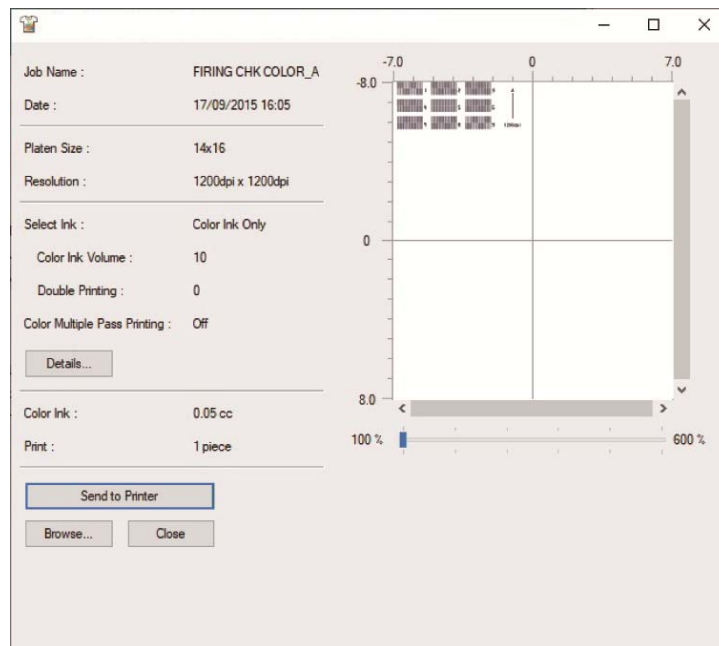 Job Name : FIRING CHK COLOR_A
Date : 17/09/2015 16:05
Platen Size : 14x16
Resolution : 1200dpi x 1200dpi
Select Ink : Color Ink Only
Color Ink Volume : 10
Double Printing : 0
Color Multiple Pass Printing : Off
Details...
Color Ink : 0.05 cc
Print : 1 piece
Send to Printer
Browse...
Close
-7.0 0 7.0
-8.0
0
8.0
1200dpi
100 %
600 %